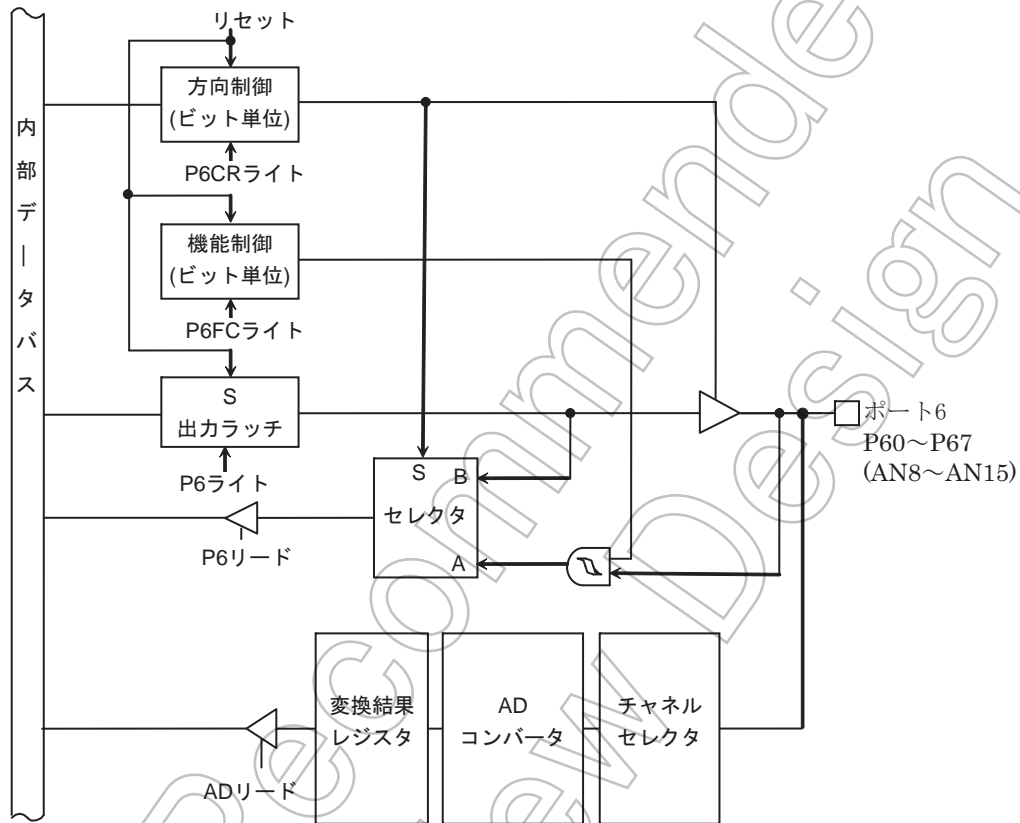 リセット
方向制御
(ビット単位)
P6CRライト
内部データバス
機能制御
(ビット単位)
P6FCライト
S
出力ラッチ
P6ライト
ポート6
P60～P67
(AN8～AN15)
S
B
セレクタ
A
P6リード
変換結果
レジスタ
AD
コンバータ
チャネル
セレクタ
ADリード
Recommende
Design